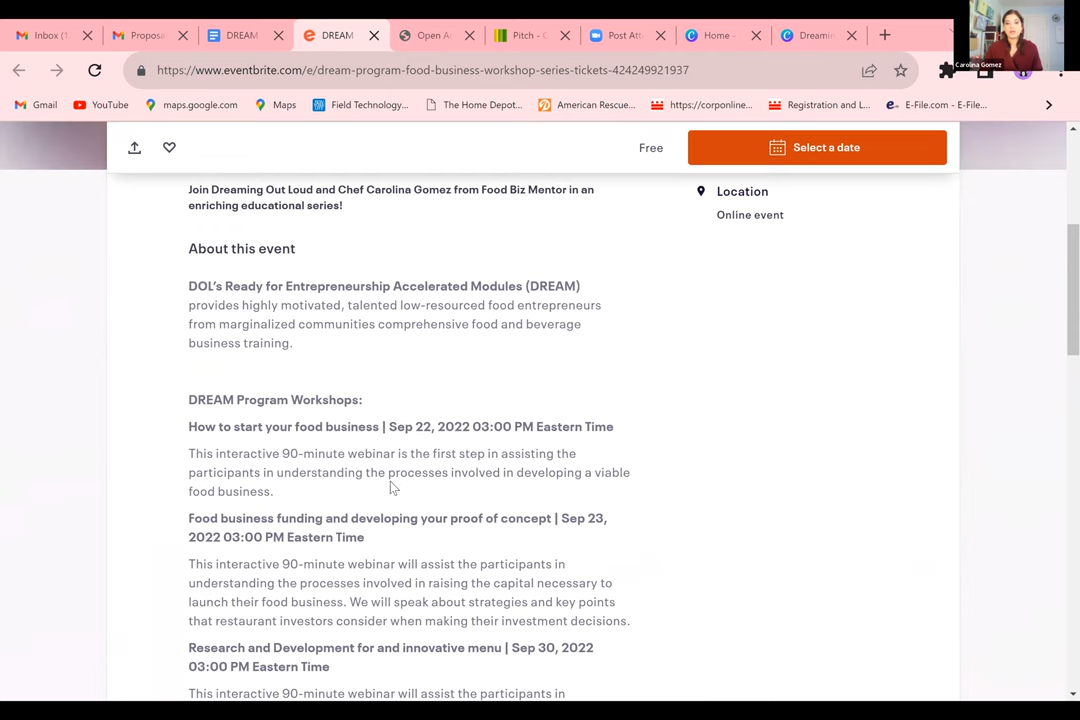 Inbox (1
Proposa
DREAM
DREAM
Open A
Pitch - C
Post Att
Home -
Dreamin
Carolina Gomez
https://www.eventbrite.com/e/dream-program-food-business-workshop-series-tickets-424249921937
Gmail
YouTube
maps.google.com
Maps
Field Technology...
The Home Depot...
American Rescue...
https://corponline...
Registration and L...
E-File.com - E-File...
Free
Select a date
Join Dreaming Out Loud and Chef Carolina Gomez from Food Biz Mentor in an
enriching educational series!
Location
Online event
About this event
DOL's Ready for Entrepreneurship Accelerated Modules (DREAM)
provides highly motivated, talented low-resourced food entrepreneurs
from marginalized communities comprehensive food and beverage
business training.
DREAM Program Workshops:
How to start your food business | Sep 22, 2022 03:00 PM Eastern Time
This interactive 90-minute webinar is the first step in assisting the
participants in understanding the processes involved in developing a viable
food business.
Food business funding and developing your proof of concept | Sep 23,
2022 03:00 PM Eastern Time
This interactive 90-minute webinar will assist the participants in
understanding the processes involved in raising the capital necessary to
launch their food business. We will speak about strategies and key points
that restaurant investors consider when making their investment decisions.
Research and Development for and innovative menu | Sep 30, 2022
03:00 PM Eastern Time
This interactive 90-minute webinar will assist the participants in